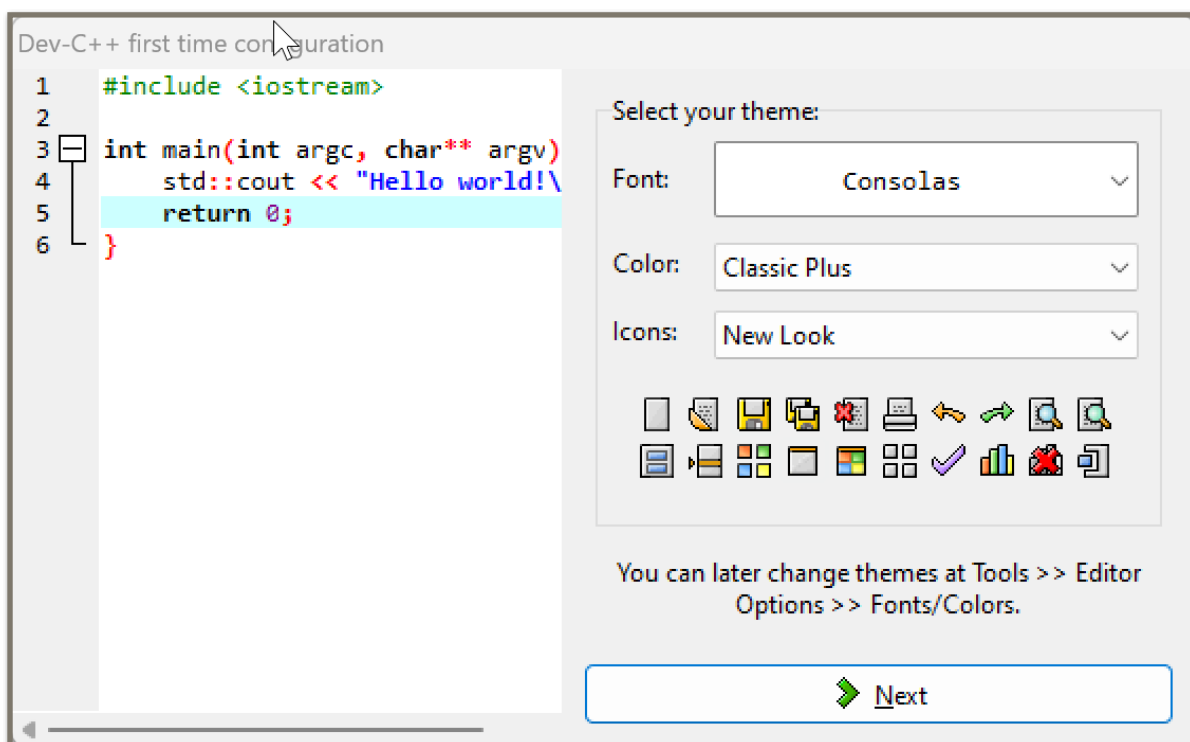 Dev-C++ first time configuration
1 #include <iostream>
2
3 int main(int argc, char** argv)
4 std::cout << "Hello world!\
5 return 0;
6 }
Select your theme:
Font: Consolas
Color: Classic Plus
Icons: New Look
You can later change themes at Tools >> Editor
Options >> Fonts/Colors.
Next